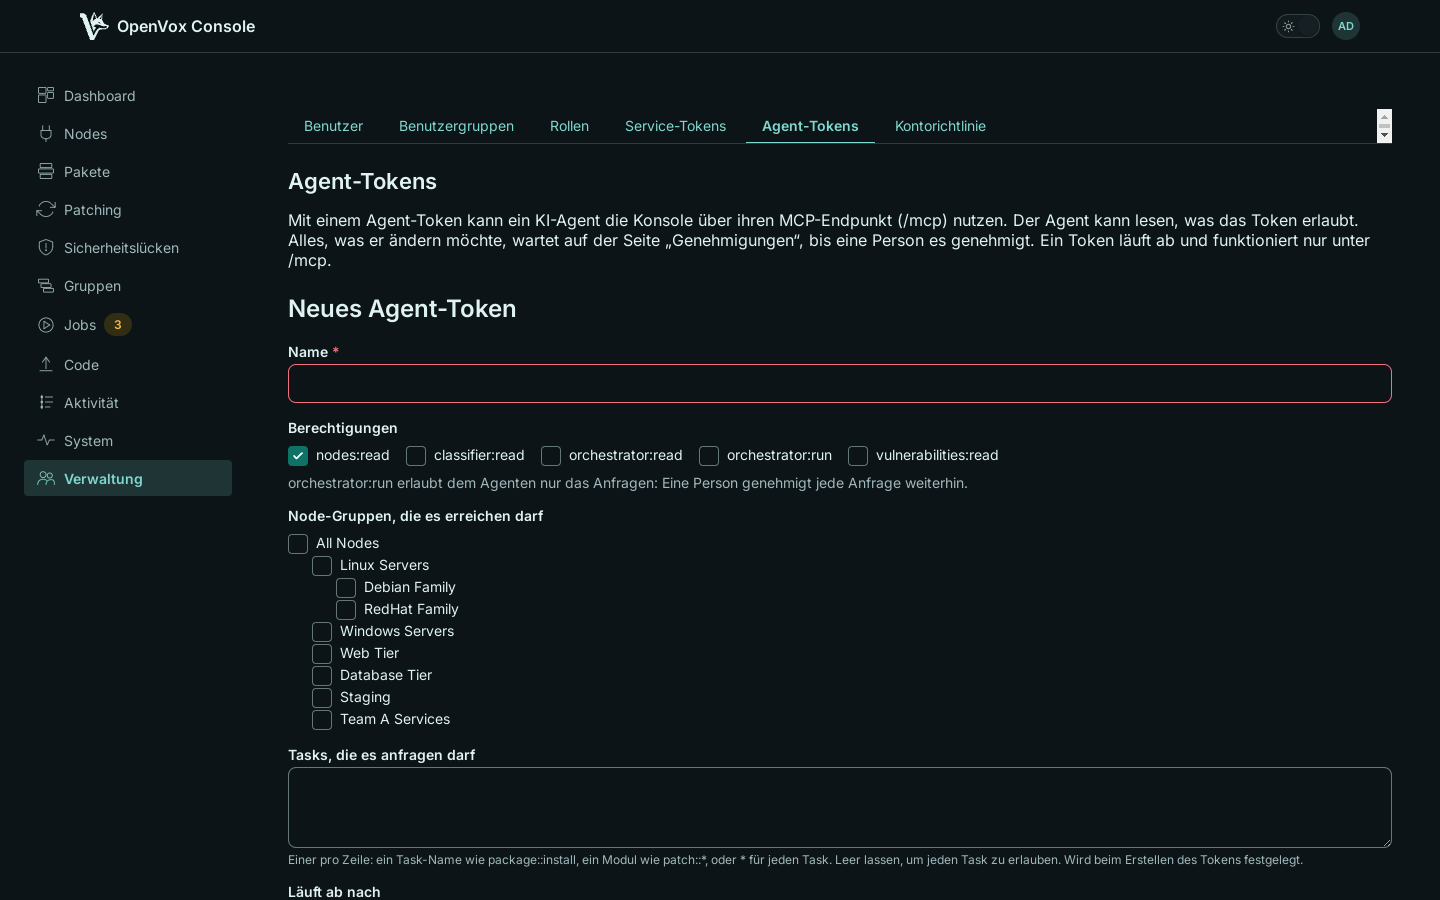 OpenVox Console
AD
Dashboard
Nodes
Pakete
Patching
Sicherheitslücken
Gruppen
Jobs 3
Code
Aktivität
System
Verwaltung
Benutzer Benutzergruppen Rollen Service-Tokens Agent-Tokens Kontorichtlinie
Agent-Tokens
Mit einem Agent-Token kann ein KI-Agent die Konsole über ihren MCP-Endpunkt (/mcp) nutzen. Der Agent kann lesen, was das Token erlaubt.
Alles, was er ändern möchte, wartet auf der Seite „Genehmigungen“, bis eine Person es genehmigt. Ein Token läuft ab und funktioniert nur unter
/mcp.
Neues Agent-Token
Name *
Berechtigungen
nodes:read classifier:read orchestrator:read orchestrator:run vulnerabilities:read
orchestrator:run erlaubt dem Agenten nur das Anfragen: Eine Person genehmigt jede Anfrage weiterhin.
Node-Gruppen, die es erreichen darf
All Nodes
Linux Servers
Debian Family
RedHat Family
Windows Servers
Web Tier
Database Tier
Staging
Team A Services
Tasks, die es anfragen darf
Einer pro Zeile: ein Task-Name wie package::install, ein Modul wie patch::*, oder * für jeden Task. Leer lassen, um jeden Task zu erlauben. Wird beim Erstellen des Tokens festgelegt.
Läuft ab nach